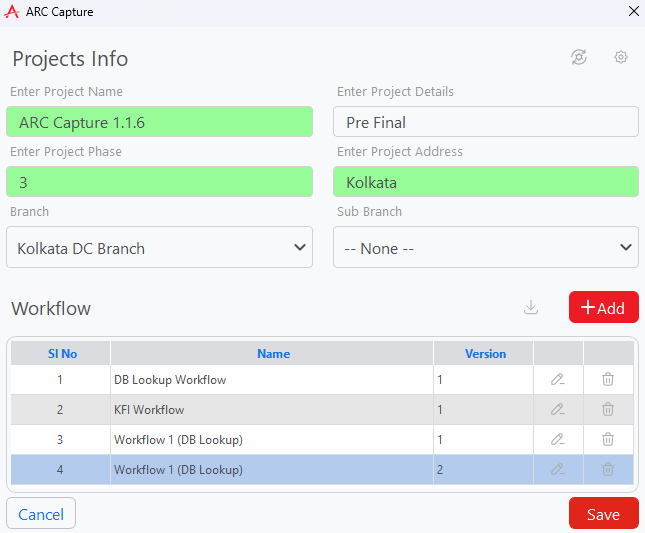 ARC Capture
Projects Info
Enter Project Name
Enter Project Details
ARC Capture 1.1.6
Pre Final
Enter Project Phase
Enter Project Address
3
Kolkata
Branch
Sub Branch
Kolkata DC Branch
-- None --
Workflow
Add
Sl No Name Version
1 DB Lookup Workflow 1
2 KFI Workflow 1
3 Workflow 1 (DB Lookup) 1
4 Workflow 1 (DB Lookup) 2
Cancel
Save